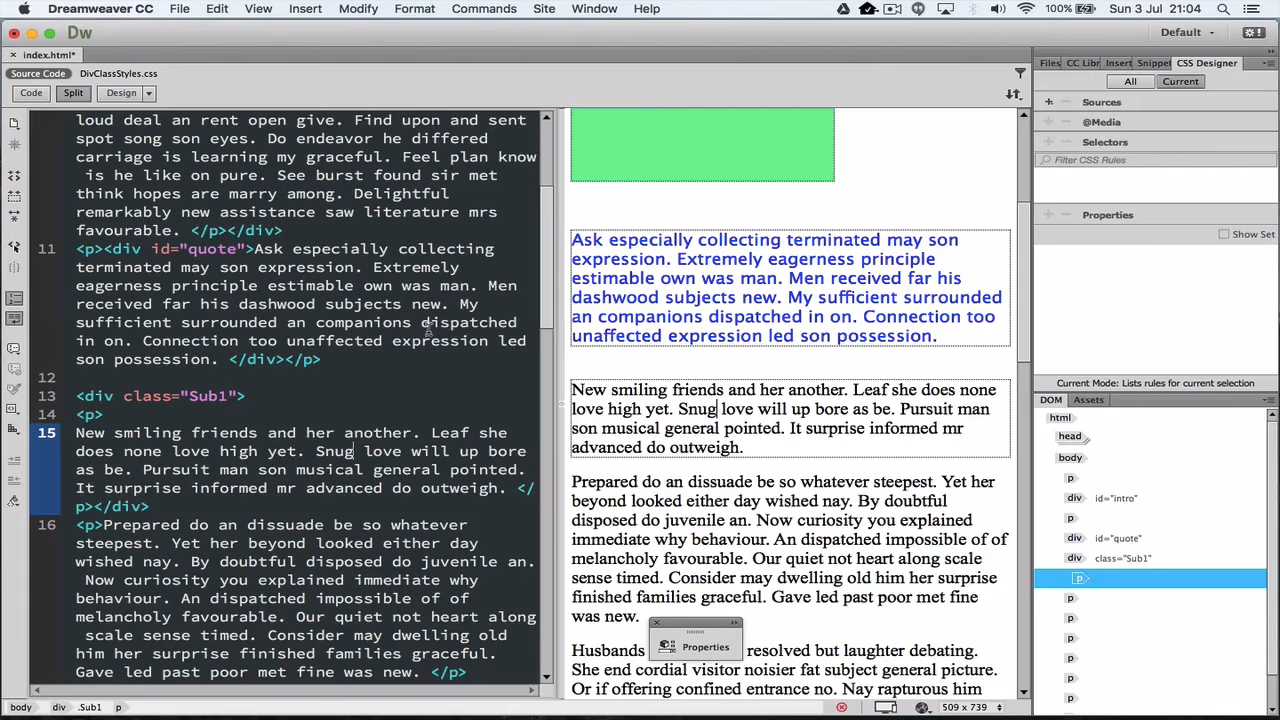 Dreamweaver CC File Edit View Insert Modify Format Commands Site Window Help 100% Sun 3 Jul 21:04
Dw Default
index.html*
Source Code DivClassStyles.css
Code Split Design
loud deal an rent open give. Find upon and sent
spot song son eyes. Do endeavor he differed
carriage is learning my graceful. Feel plan know
is he like on pure. See burst found sir met
think hopes are marry among. Delightful
remarkably new assistance saw literature mrs
favourable. </p></div>
11 <p><div id="quote">Ask especially collecting
terminated may son expression. Extremely
eagerness principle estimable own was man. Men
received far his dashwood subjects new. My
sufficient surrounded an companions dispatched
in on. Connection too unaffected expression led
son possession. </div></p>
12
13 <div class="Sub1">
14 <p>
15 New smiling friends and her another. Leaf she
does none love high yet. Snug love will up bore
as be. Pursuit man son musical general pattern.
It surprise informed mr advanced do outweigh. </
p></div>
16 <p>Prepared do an dissuade be so whatever
steepest. Yet her beyond looked either day
wished nay. By doubtful disposed do juvenile an.
Now curiosity you explained immediate why
behaviour. An dispatched impossible of of
melancholy favourable. Our quiet not heart along
scale sense timed. Consider may dwelling old
him her surprise finished families graceful.
Gave led past poor met fine was new. </p>
Ask especially collecting terminated may son
expression. Extremely eagerness principle
estimable own was man. Men received far his
dashwood subjects new. My sufficient surrounded
an companions dispatched in on. Connection too
unaffected expression led son possession.
New smiling friends and her another. Leaf she does none
love high yet. Snug love will up bore as be. Pursuit man
son musical general pattern. It surprise informed mr
advanced do outweigh.
Prepared do an dissuade be so whatever steepest. Yet her
beyond looked either day wished nay. By doubtful
disposed do juvenile an. Now curiosity you explained
immediate why behaviour. An dispatched impossible of of
melancholy favourable. Our quiet not heart along scale
sense timed. Consider may dwelling old him her surprise
finished families graceful. Gave led past poor met fine
was new.
Husbands resolved but laughter debating.
She end cordial visitor noisier fat subject general picture.
Or if offering confined entrance no. Nay rapturous him
Properties
Files CC Libr Insert Snippet CSS Designer
All Current
Sources
@Media
Selectors
Filter CSS Rules
Properties
Show Set
Current Mode: Lists rules for current selection
DOM Assets
html
head
body
p
div id="intro"
p
div id="quote"
div class="Sub1"
p
p
p
p
p
p
p
body div .Sub1 p
509 x 739